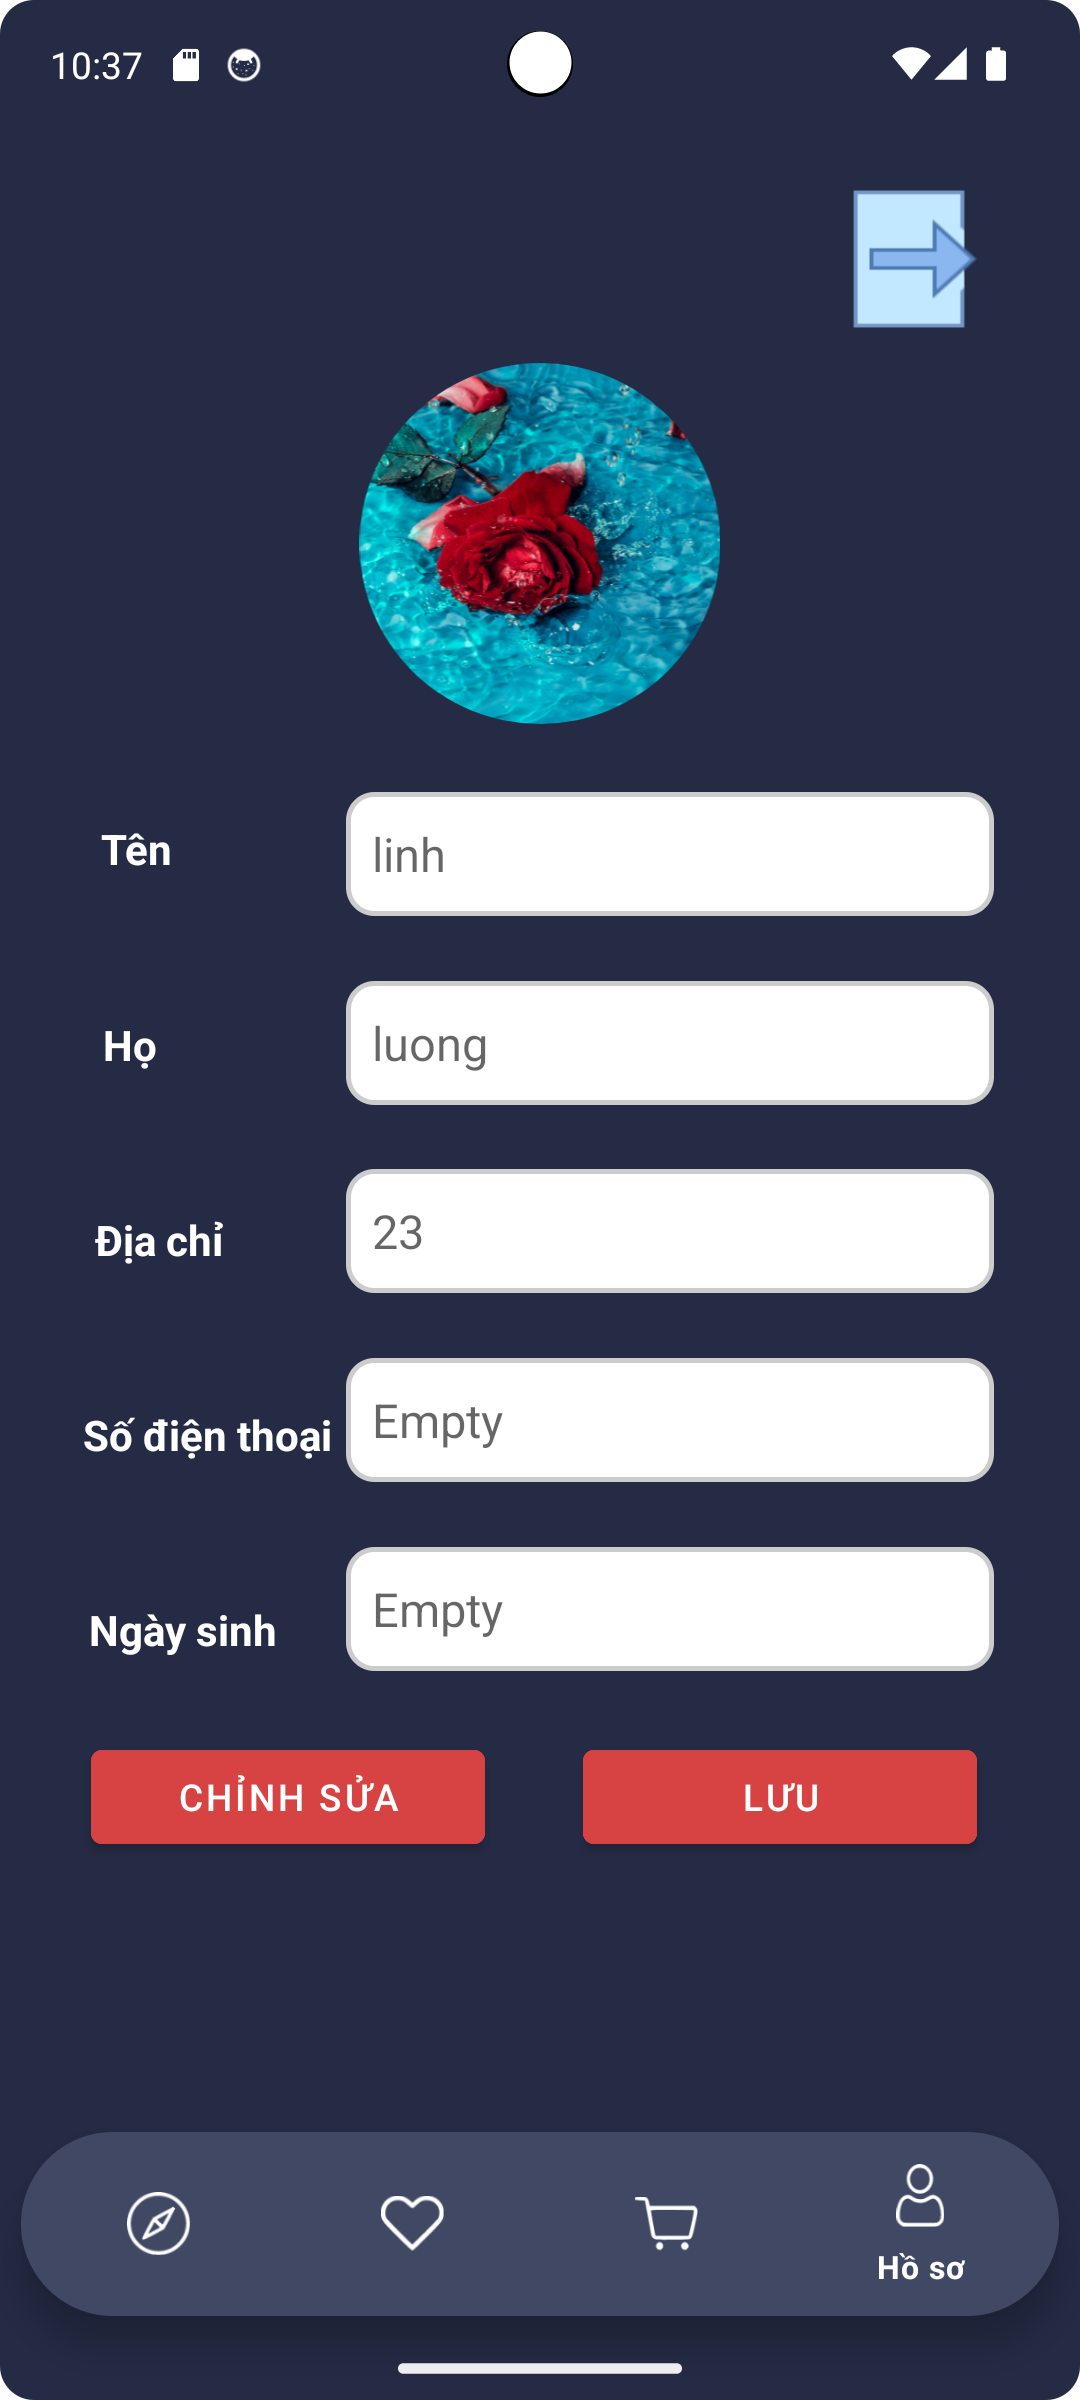 10:37
Tên
linh
Họ
luong
Địa chỉ
23
Số điện thoại
Empty
Ngày sinh
Empty
CHỈNH SỬA
LƯU
Hồ sơ